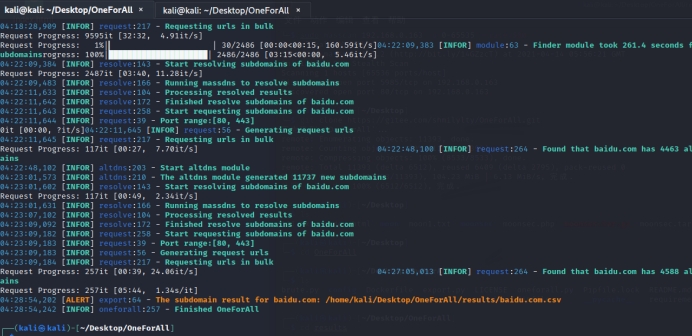 kali@kali: ~/Desktop/OneForAll × kali@kali: ~/Desktop/OneForAll ×
04:18:28,909 [INFOR] request:217 - Requesting urls in bulk
Request Progress: 9595it [32:32, 4.91it/s]
Request Progress: 1%| | 30/2486 [00:00<00:15, 160.59it/s]04:22:09,383 [INFOR] module:63 - Finder module took 261.4 seconds f
subdomainsgress: 100%| | 2486/2486 [03:15<00:00, 5.46it/s]
04:22:09,384 [INFOR] resolve:143 - Start resolving subdomains of baidu.com
Request Progress: 2487it [03:40, 11.28it/s]
04:22:09,483 [INFOR] resolve:166 - Running massdns to resolve subdomains
04:22:11,633 [INFOR] resolve:104 - Processing resolved results
04:22:11,642 [INFOR] resolve:172 - Finished resolve subdomains of baidu.com
04:22:11,643 [INFOR] request:258 - Start requesting subdomains of baidu.com
04:22:11,644 [INFOR] request:39 - Port range:[80, 443]
0it [00:00, ?it/s]04:22:11,645 [INFOR] request:56 - Generating request urls
04:22:11,645 [INFOR] request:217 - Requesting urls in bulk
Request Progress: 117it [00:27, 7.70it/s] 04:22:48,100 [INFOR] request:264 - Found that baidu.com has 4463 al
ains
04:22:48,102 [INFOR] altdns:203 - Start altdns module
04:23:01,573 [INFOR] altdns:210 - The altdns module generated 11737 new subdomains
04:23:01,602 [INFOR] resolve:143 - Start resolving subdomains of baidu.com
Request Progress: 117it [00:49, 2.34it/s]
04:23:01,631 [INFOR] resolve:166 - Running massdns to resolve subdomains
04:23:07,102 [INFOR] resolve:104 - Processing resolved results
04:23:09,092 [INFOR] resolve:172 - Finished resolve subdomains of baidu.com
04:23:09,182 [INFOR] request:258 - Start requesting subdomains of baidu.com
04:23:09,183 [INFOR] request:39 - Port range:[80, 443]
04:23:09,183 [INFOR] request:56 - Generating request urls
04:23:09,184 [INFOR] request:217 - Requesting urls in bulk
Request Progress: 257it [00:39, 24.06it/s] 04:27:05,013 [INFOR] request:264 - Found that baidu.com has 4588 al
ains
Request Progress: 257it [05:44, 1.34s/it]
04:28:54,202 [ALERT] export:64 - The subdomain result for baidu.com: /home/kali/Desktop/OneForAll/results/baidu.com.csv
04:28:54,242 [INFOR] oneforall:257 - Finished OneForAll
(kali㉿kali)-[~/Desktop/OneForAll]